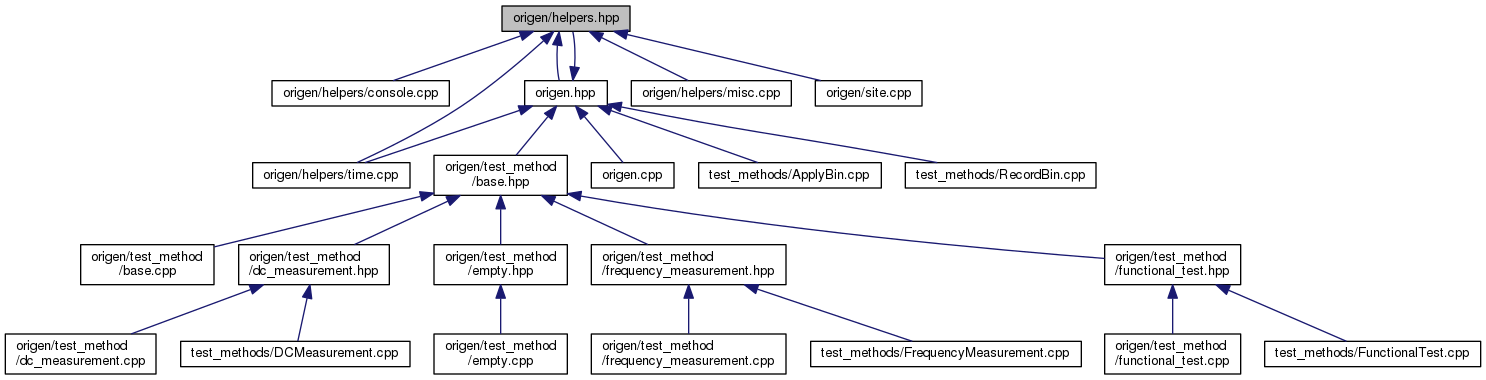 origen/helpers.hpp
origen/helpers/console.cpp
origen.hpp
origen/helpers/misc.cpp
origen/site.cpp
origen/helpers/time.cpp
origen/test_method
/base.hpp
origen.cpp
test_methods/ApplyBin.cpp
test_methods/RecordBin.cpp
origen/test_method
/base.cpp
origen/test_method
/dc_measurement.hpp
origen/test_method
/empty.hpp
origen/test_method
/frequency_measurement.hpp
origen/test_method
/functional_test.hpp
origen/test_method
/dc_measurement.cpp
test_methods/DCMeasurement.cpp
origen/test_method
/empty.cpp
origen/test_method
/frequency_measurement.cpp
test_methods/FrequencyMeasurement.cpp
origen/test_method
/functional_test.cpp
test_methods/FunctionalTest.cpp